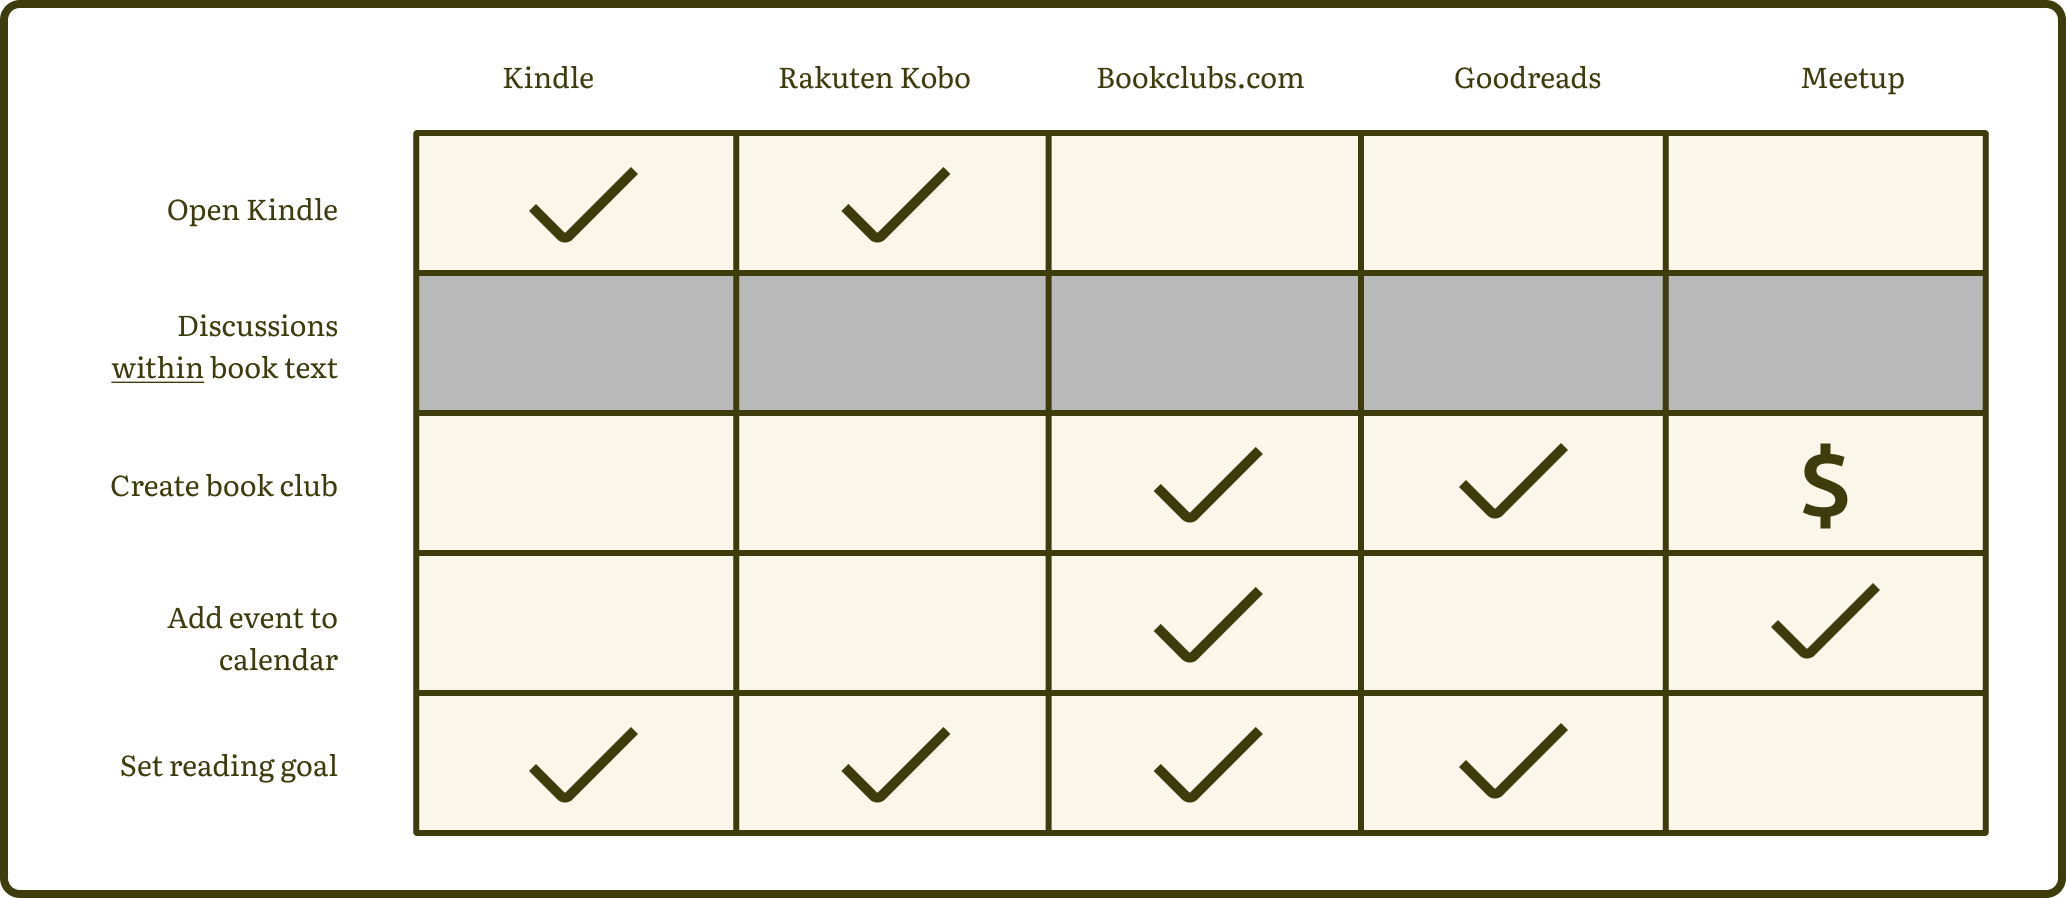 Kindle Rakuten Kobo Bookclubs.com Goodreads Meetup
Open Kindle
Discussions
within book text
Create book club
$
Add event to
calendar
Set reading goal